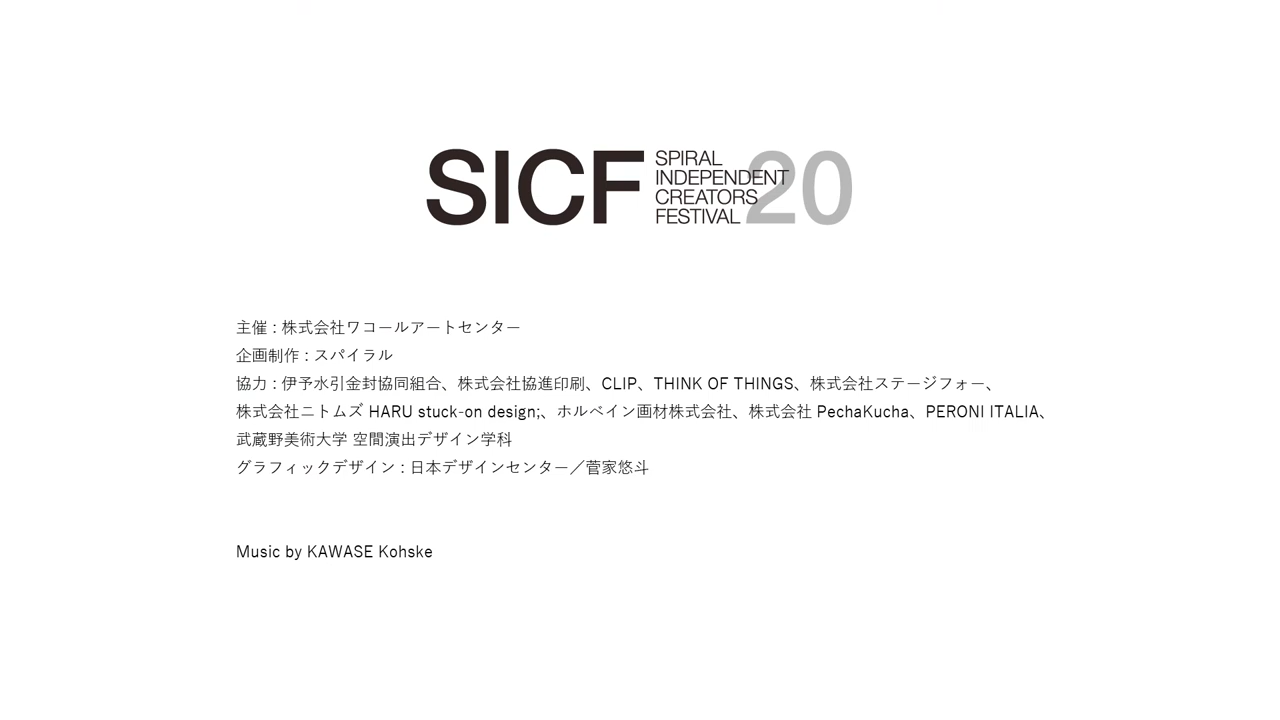 SICF
SPIRAL
INDEPENDENT
CREATORS
FESTIVAL
20
主催 : 株式会社ワコールアートセンター
企画制作 : スパイラル
協力 : 伊予水引金封協同組合、株式会社協進印刷、CLIP、THINK OF THINGS、株式会社ステージフォー、
株式会社ニトムズ HARU stuck-on design;、ホルベイン画材株式会社、株式会社 PechaKucha、PERONI ITALIA、
武蔵野美術大学 空間演出デザイン学科
グラフィックデザイン : 日本デザインセンター／菅家悠斗
Music by KAWASE Kohske